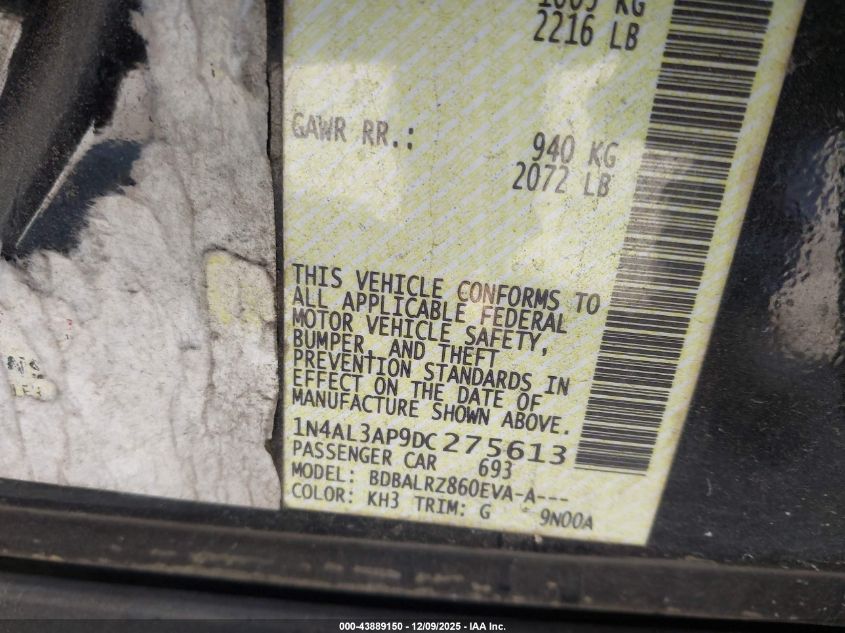 1005 KG
2216 LB
GAWR RR.: 940 KG
2072 LB
THIS VEHICLE CONFORMS TO
ALL APPLICABLE FEDERAL
MOTOR VEHICLE SAFETY,
BUMPER, AND THEFT
PREVENTION STANDARDS IN
EFFECT ON THE DATE OF
MANUFACTURE SHOWN ABOVE.
1N4AL3AP9DC275613
PASSENGER CAR 693
MODEL: BDBALRZ860EVA-A---
COLOR: KH3 TRIM: G * 9N00A
000-43889150 - 12/09/2025 - IAA Inc.